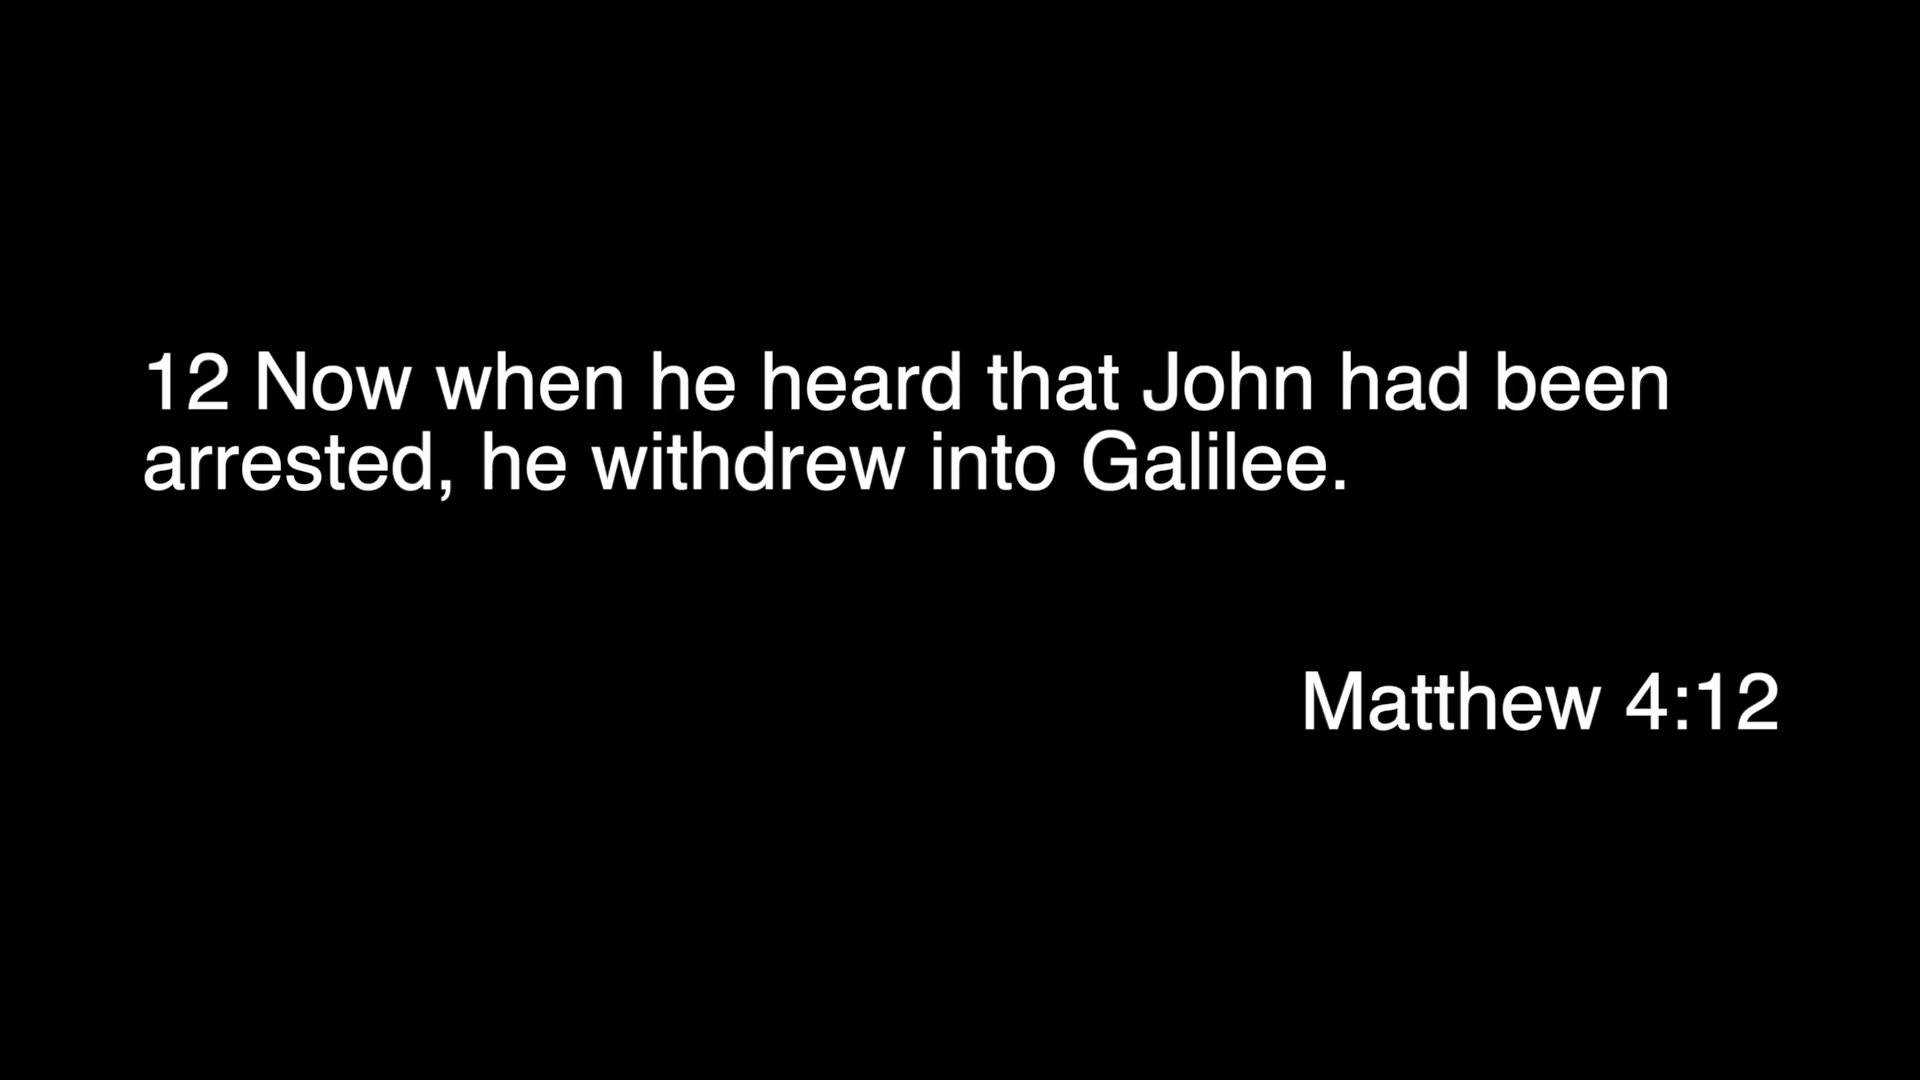 12 Now when he heard that John had been
arrested, he withdrew into Galilee.
Matthew 4:12